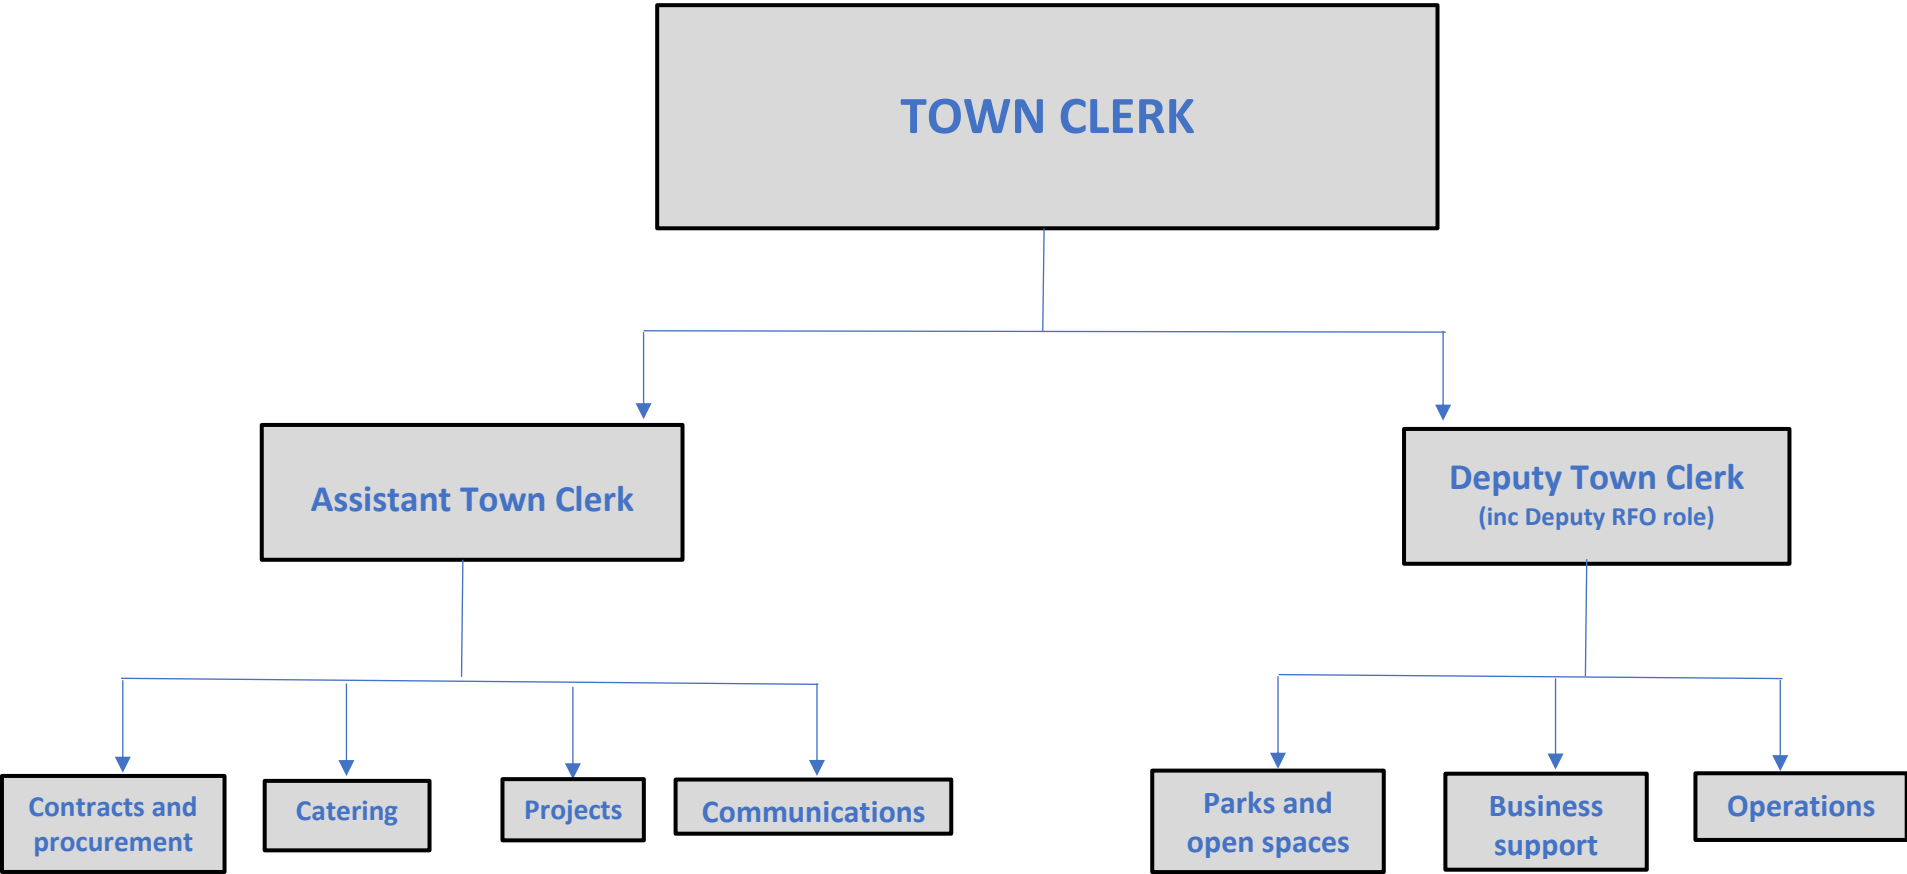 TOWN CLERK
Assistant Town Clerk
Deputy Town Clerk
(inc Deputy RFO role)
Contracts and
procurement
Catering
Projects
Communications
Parks and
open spaces
Business
support
Operations